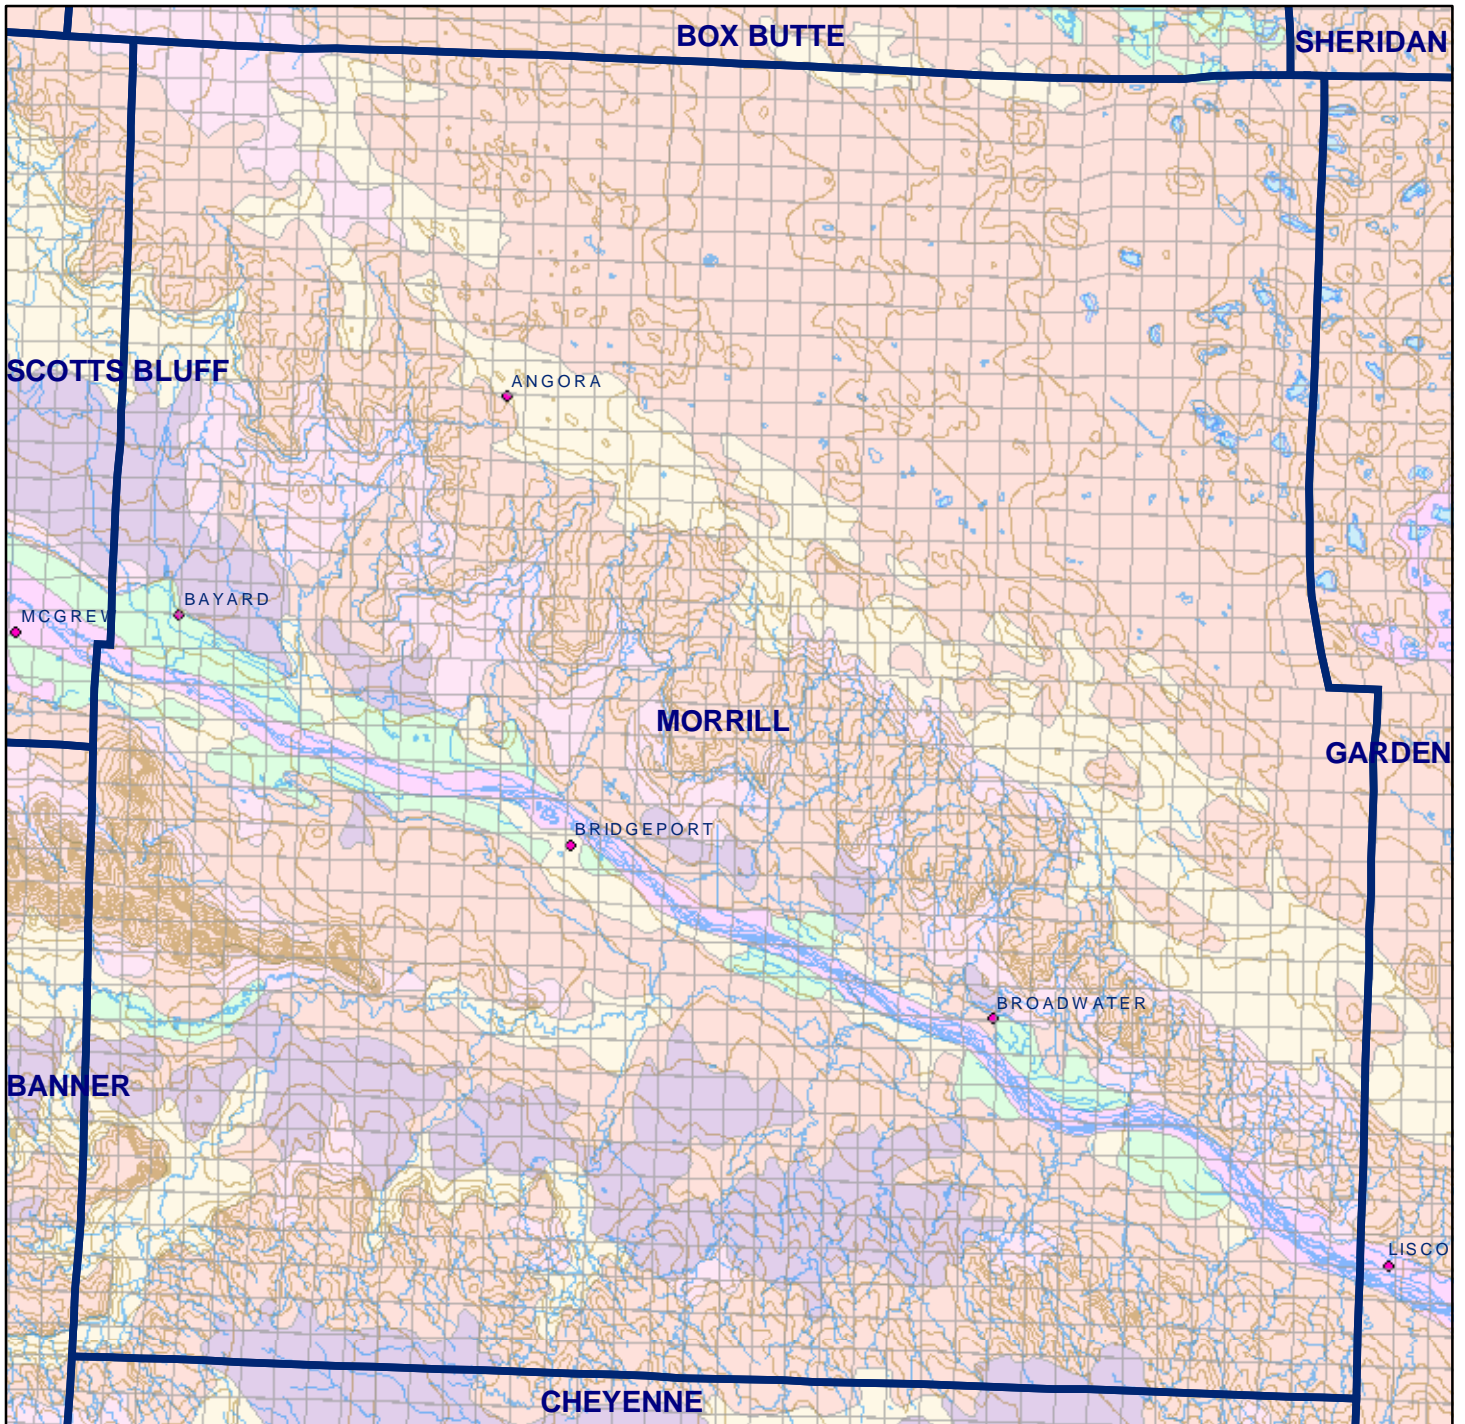 BOX BUTTE
SHERIDAN
SCOTTS BLUFF
ANGORA
BAYARD
MCGREW
MORRILL
GARDEN
BRIDGEPORT
BROADWATER
BANNER
LISCO
CHEYENNE